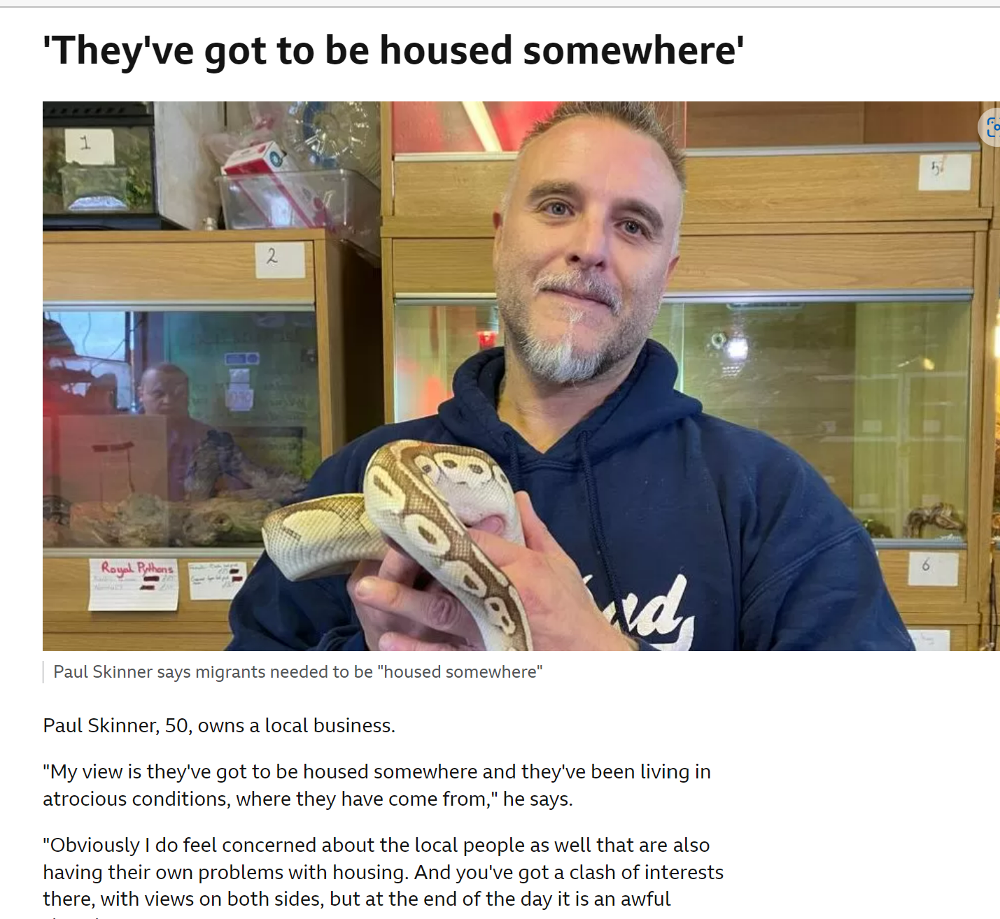 'They've got to be housed somewhere'
1
2
5
Royal Pythons
6
Paul Skinner says migrants needed to be "housed somewhere"
Paul Skinner, 50, owns a local business.
"My view is they've got to be housed somewhere and they've been living in
atrocious conditions, where they have come from," he says.
"Obviously I do feel concerned about the local people as well that are also
having their own problems with housing. And you've got a clash of interests
there, with views on both sides, but at the end of the day it is an awful